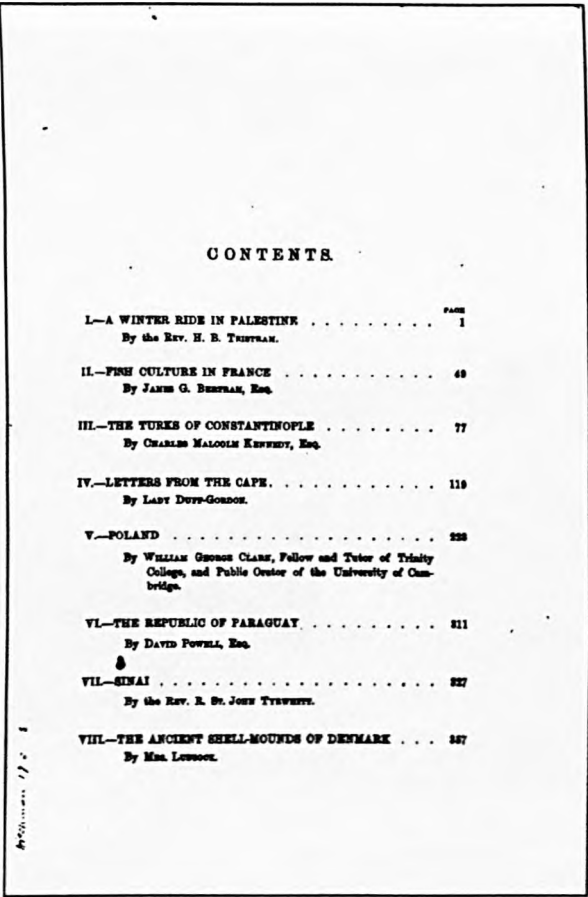 CONTENTS.
PAGE
I.—A WINTER RIDE IN PALESTINE . . . . . . . . . 1
By the REV. H. B. TRISTRAM.
II.—FISH CULTURE IN FRANCE . . . . . . . . . . . 49
By JAMES G. BERTRAM, ESQ.
III.—THE TURKS OF CONSTANTINOPLE . . . . . . . . 77
By CHARLES MALCOLM KENNEDY, ESQ.
IV.—LETTERS FROM THE CAPE. . . . . . . . . . . . 119
By LADY DUFF-GORDON.
V.—POLAND . . . . . . . . . . . . . . . . . . .
By WILLIAM GEORGE CLARK, Fellow and Tutor of Trinity
College, and Public Orator of the University of Cam-
bridge.
VI.—THE REPUBLIC OF PARAGUAY. . . . . . . . . . 311
By DAVID POWELL, ESQ.
VII.—SINAI . . . . . . . . . . . . . . . . . . . 327
By the REV. R. ST. JOHN TYRWHITT.
VIII.—THE ANCIENT SHELL-MOUNDS OF DENMARK . . . 357
By MRS. LUBBOCK.